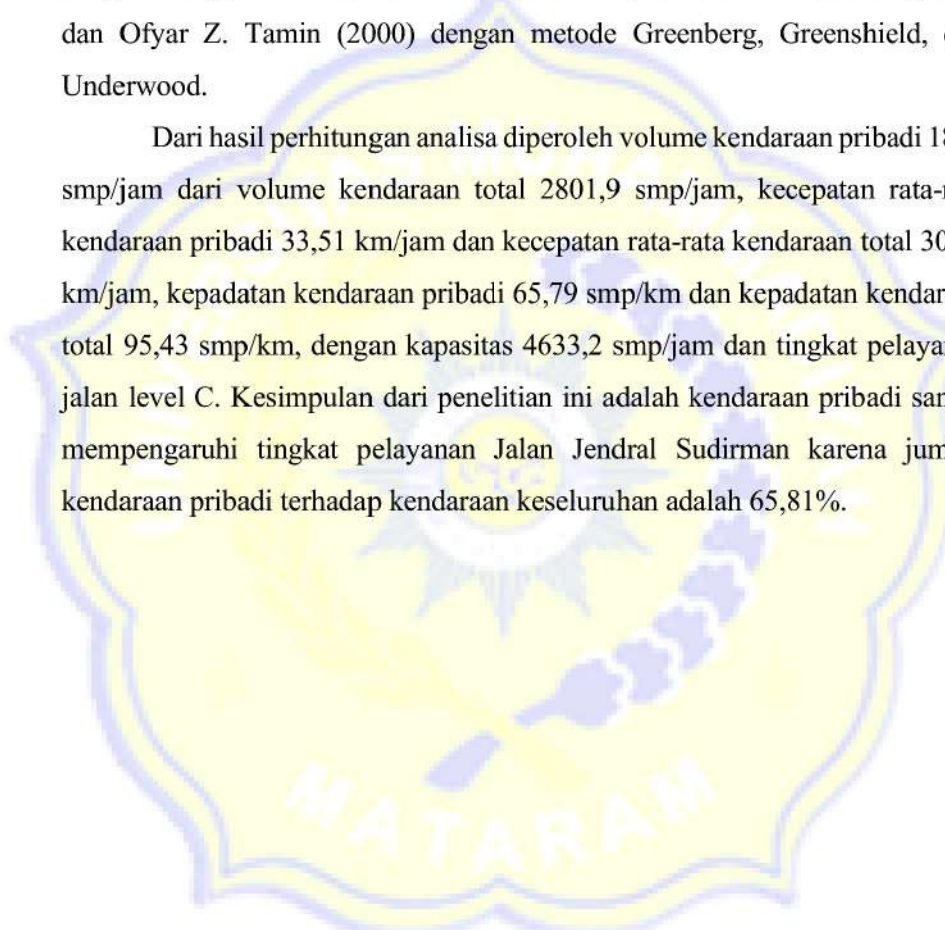 dan Ofyar Z. Tamin (2000) dengan metode Greenberg, Greenshield,
Underwood.
Dari hasil perhitungan analisa diperoleh volume kendaraan pribadi
smp/jam dari volume kendaraan total 2801,9 smp/jam, kecepatan
kendaraan pribadi 33,51 km/jam dan kecepatan rata-rata kendaraan total
km/jam, kepadatan kendaraan pribadi 65,79 smp/km dan kepadatan
total 95,43 smp/km, dengan kapasitas 4633,2 smp/jam dan tingkat
jalan level C. Kesimpulan dari penelitian ini adalah kendaraan pribadi
mempengaruhi tingkat pelayanan Jalan Jendral Sudirman karena
kendaraan pribadi terhadap kendaraan keseluruhan adalah 65,81%.
MATARAM